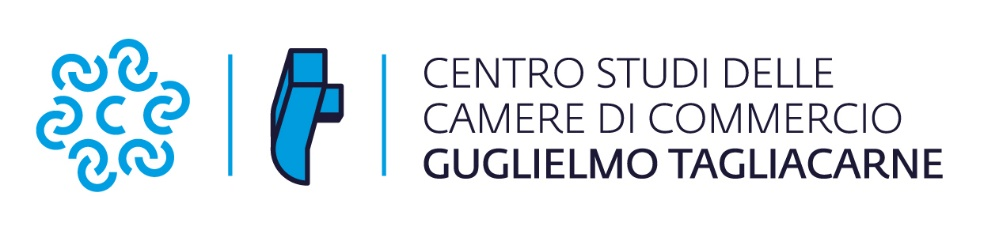 CENTRO STUDI DELLE
CAMERE DI COMMERCIO
GUGLIELMO TAGLIACARNE